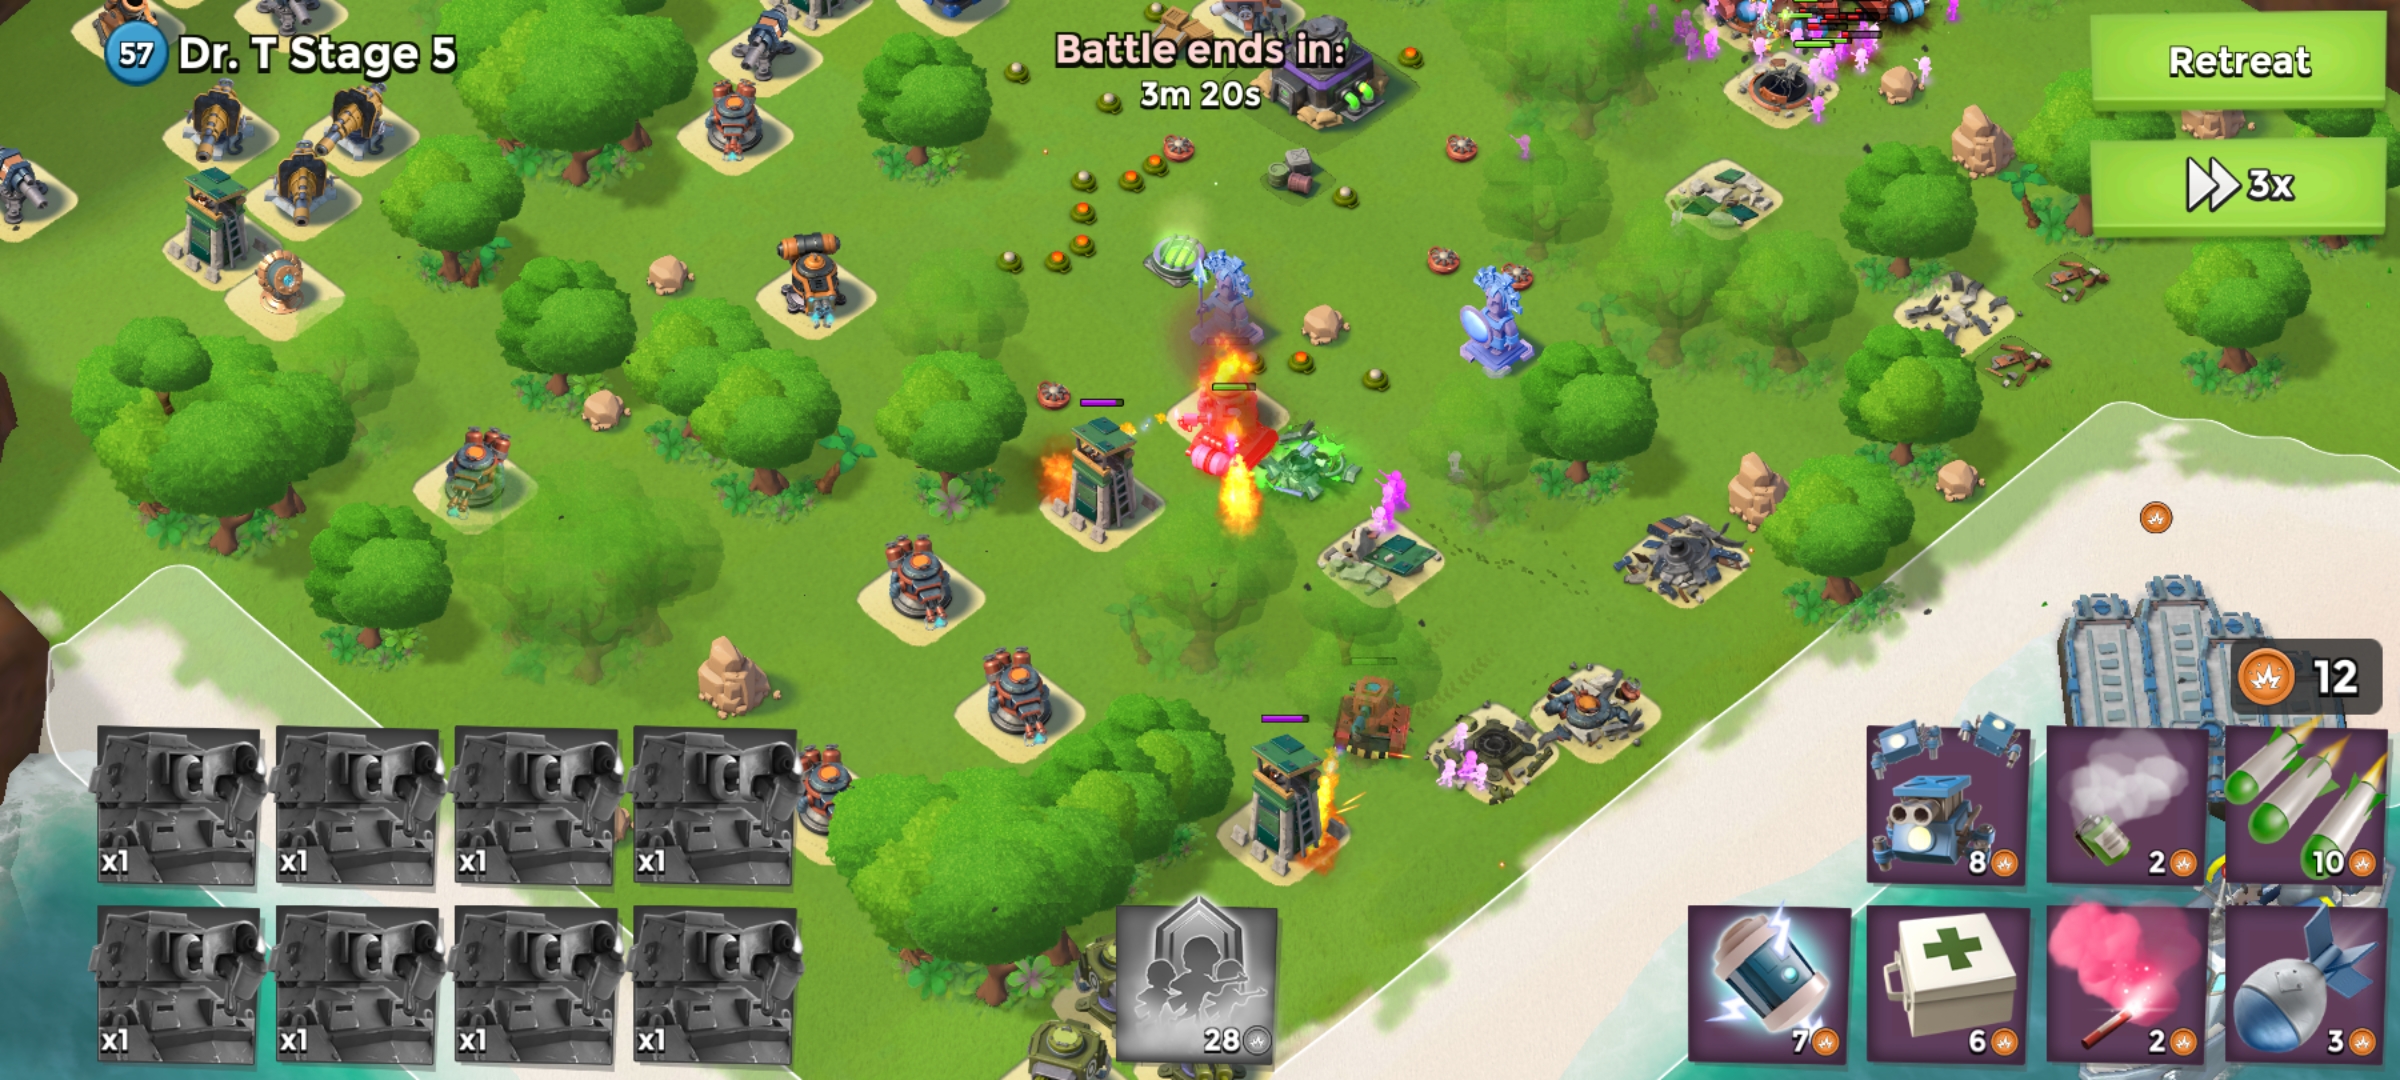 57 Dr. T Stage 5
Battle ends in:
3m 20s
Retreat
3x
12
x1 x1 x1 x1
8 2 10
x1 x1 x1 x1
28
7 6 2 3